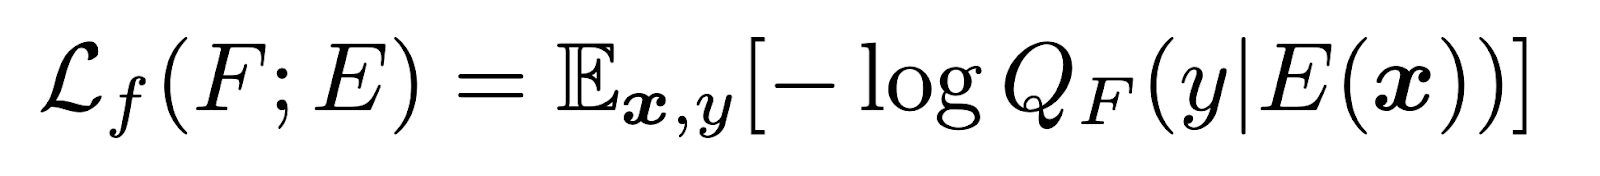 𝓛_f(F; E) = 𝔼_{𝒙,y}[− log Q_F(y|E(𝒙))]